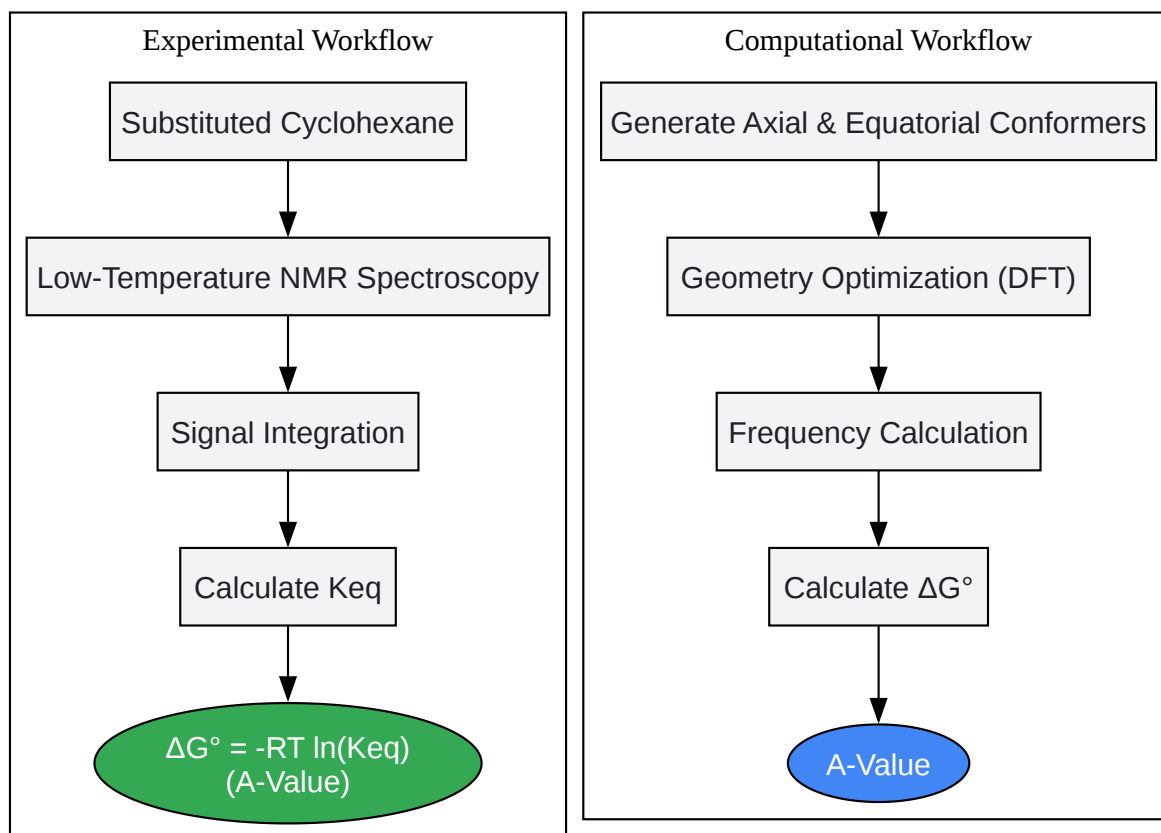 Experimental Workflow
Substituted Cyclohexane
Low-Temperature NMR Spectroscopy
Signal Integration
Calculate Keq
ΔG° = -RT ln(Keq)
(A-Value)
Computational Workflow
Generate Axial & Equatorial Conformers
Geometry Optimization (DFT)
Frequency Calculation
Calculate ΔG°
A-Value